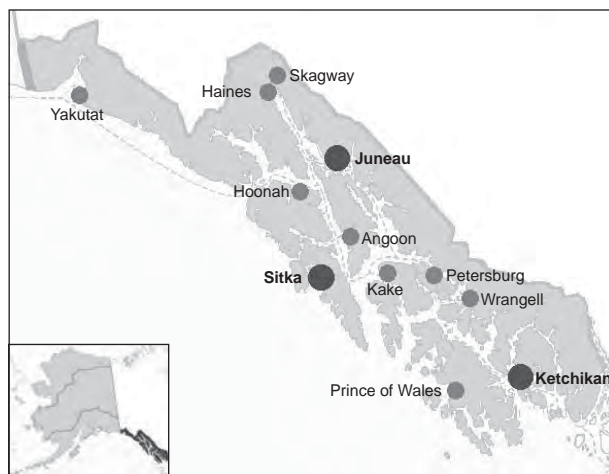 Skagway
Haines
Yakutat
Juneau
Hoonah
Angoon
Sitka
Kake
Petersburg
Wrangell
Ketchikan
Prince of Wales